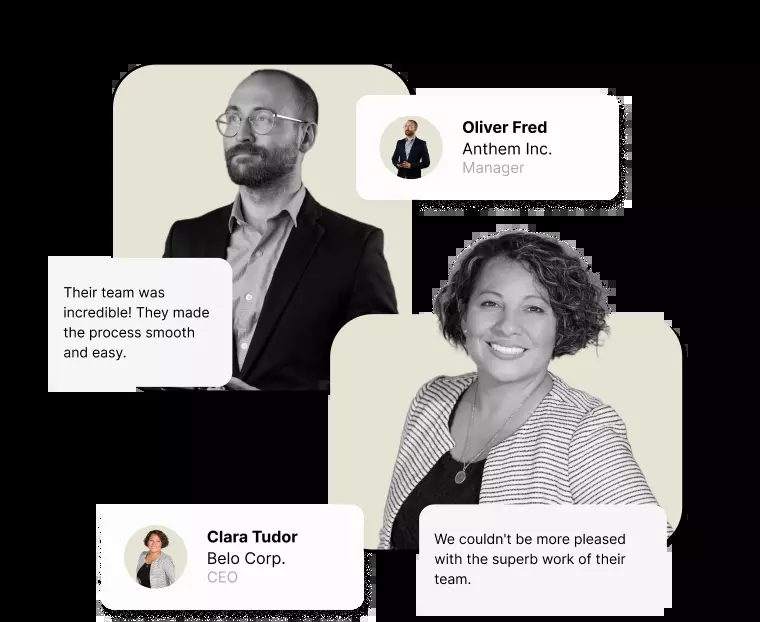 Oliver Fred
Anthem Inc.
Manager
Their team was
incredible! They made
the process smooth
and easy.
Clara Tudor
Belo Corp.
CEO
We couldn't be more pleased
with the superb work of their
team.